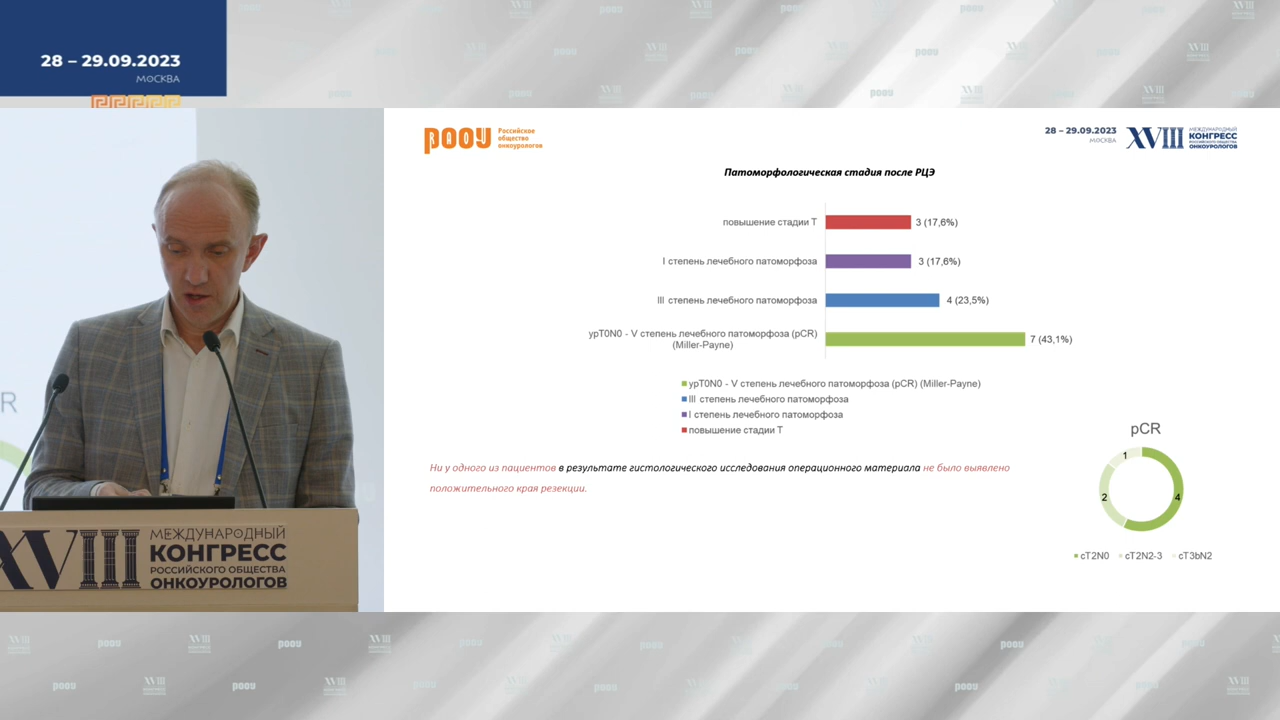 28 – 29.09.2023
МОСКВА
РООУ
Российское
общество
онкоурологов
28 – 29.09.2023
МОСКВА
XVIII
МЕЖДУНАРОДНЫЙ
КОНГРЕСС
РОССИЙСКОГО ОБЩЕСТВА
ОНКОУРОЛОГОВ
Патоморфологическая стадия после РЦЭ
повышение стадии Т
3 (17,6%)
I степень лечебного патоморфоза
3 (17,6%)
III степень лечебного патоморфоза
4 (23,5%)
ypT0N0 - V степень лечебного патоморфоза (pCR)
(Miller-Payne)
7 (43,1%)
ypT0N0 - V степень лечебного патоморфоза (pCR) (Miller-Payne)
III степень лечебного патоморфоза
I степень лечебного патоморфоза
повышение стадии Т
Ни у одного из пациентов в результате гистологического исследования операционного материала не было выявлено
положительного края резекции.
pCR
1
2
4
cT2N0 cT2N2-3 cT3bN2
R
XVIII
МЕЖДУНАРОДНЫЙ
КОНГРЕСС
РОССИЙСКОГО ОБЩЕСТВА
ОНКОУРОЛОГОВ